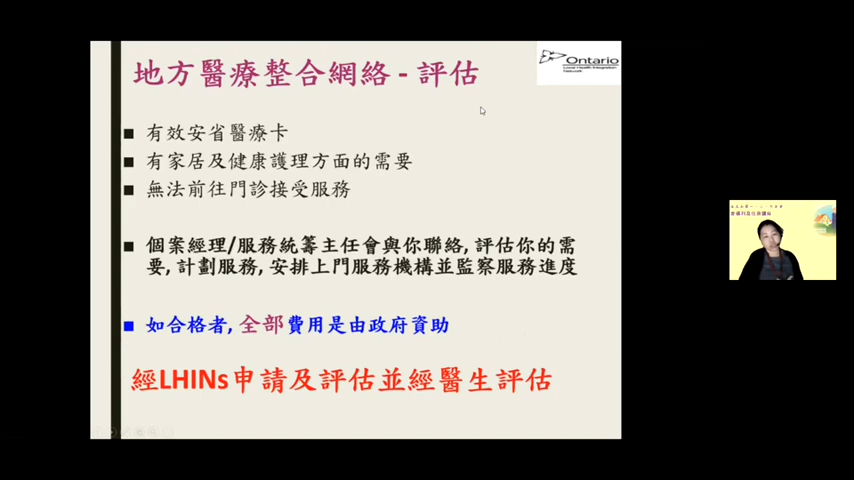 地方醫療整合網絡 - 評估
Ontario
Local Health Integration
Network
■ 有效安省醫療卡
■ 有家居及健康護理方面的需要
■ 無法前往門診接受服務
■ 個案經理/服務統籌主任會與你聯絡, 評估你的需
要, 計劃服務, 安排上門服務機構並監察服務進度
■ 如合格者, 全部費用是由政府資助
經LHINs申請及評估並經醫生評估